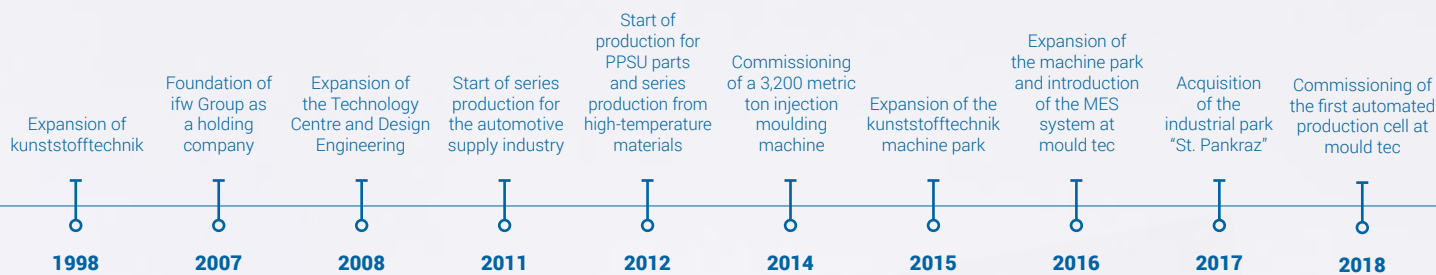 Expansion of
kunststofftechnik
1998
Foundation of
ifw Group as
a holding
company
2007
Expansion of
the Technology
Centre and Design
Engineering
2008
Start of series
production for
the automotive
supply industry
2011
Start of
production for
PPSU parts
and series
production from
high-temperature
materials
2012
Commissioning
of a 3,200 metric
ton injection
moulding
machine
2014
Expansion of the
kunststofftechnik
machine park
2015
Expansion of
the machine park
and introduction
of the MES
system at
mould tec
2016
Acquisition
of the
industrial park
“St. Pankraz”
2017
Commissioning of
the first automated
production cell at
mould tec
2018